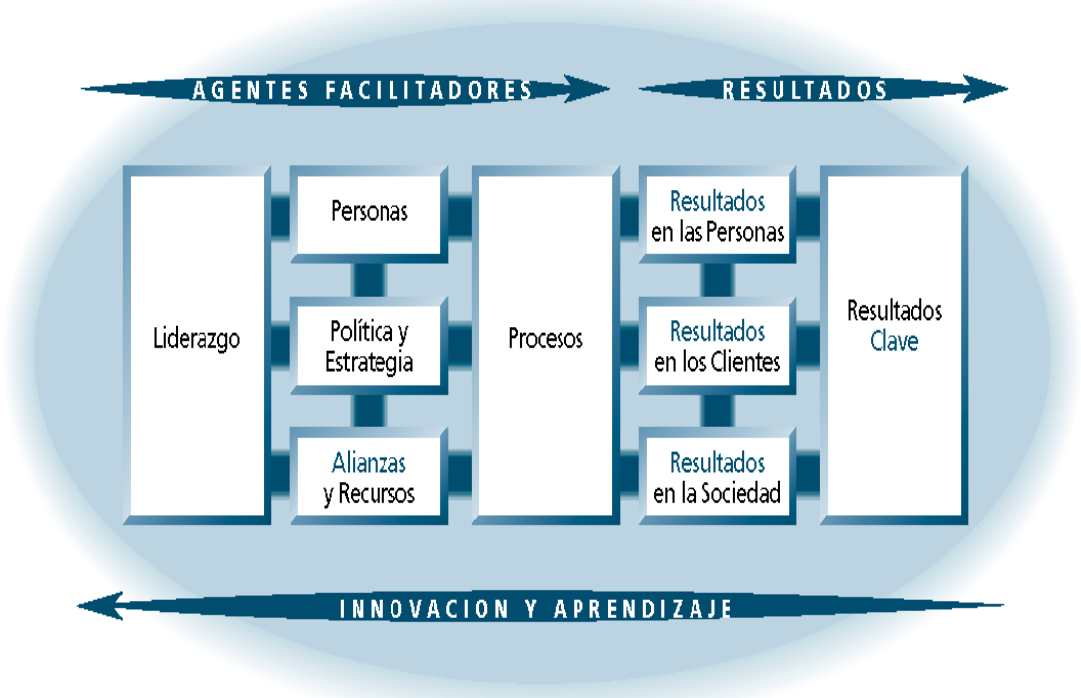 AGENTES FACILITADORES
RESULTADOS
Liderazgo
Personas
Política y
Estrategia
Alianzas
y Recursos
Procesos
Resultados
en las Personas
Resultados
en los Clientes
Resultados
en la Sociedad
Resultados
Clave
INNOVACION Y APRENDIZAJE